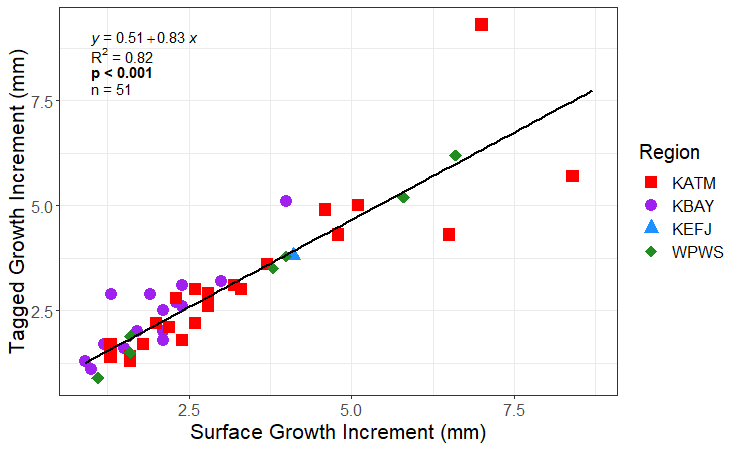 y = 0.51 + 0.83 x
R² = 0.82
p < 0.001
n = 51
Tagged Growth Increment (mm)
7.5
5.0
2.5
2.5 5.0 7.5
Surface Growth Increment (mm)
Region
KATM
KBAY
KEFJ
WPWS